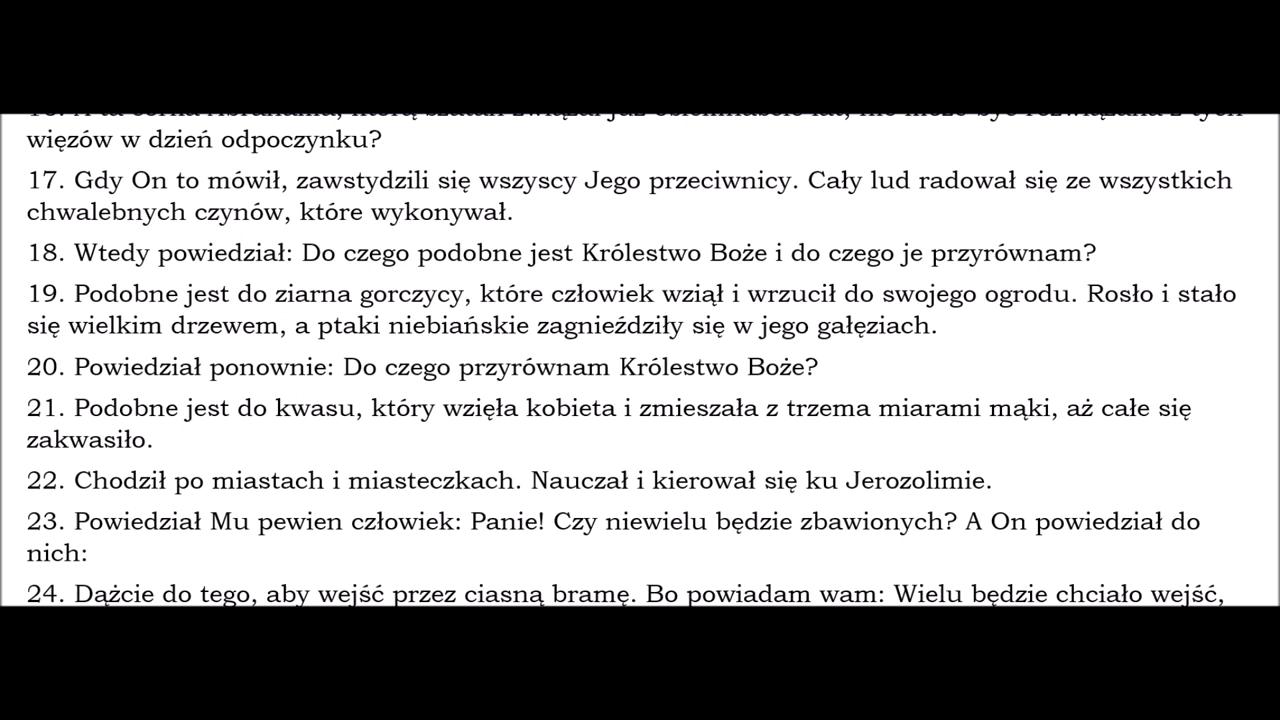 więzów w dzień odpoczynku?
17. Gdy On to mówił, zawstydzili się wszyscy Jego przeciwnicy. Cały lud radował się ze wszystkich
chwalebnych czynów, które wykonywał.
18. Wtedy powiedział: Do czego podobne jest Królestwo Boże i do czego je przyrównam?
19. Podobne jest do ziarna gorczycy, które człowiek wziął i wrzucił do swojego ogrodu. Rosło i stało
się wielkim drzewem, a ptaki niebiańskie zagnieździły się w jego gałęziach.
20. Powiedział ponownie: Do czego przyrównam Królestwo Boże?
21. Podobne jest do kwasu, który wzięła kobieta i zmieszała z trzema miarami mąki, aż całe się
zakwasiło.
22. Chodził po miastach i miasteczkach. Nauczał i kierował się ku Jerozolimie.
23. Powiedział Mu pewien człowiek: Panie! Czy niewielu będzie zbawionych? A On powiedział do
nich:
24. Dążcie do tego, aby wejść przez ciasną bramę. Bo powiadam wam: Wielu będzie chciało wejść,